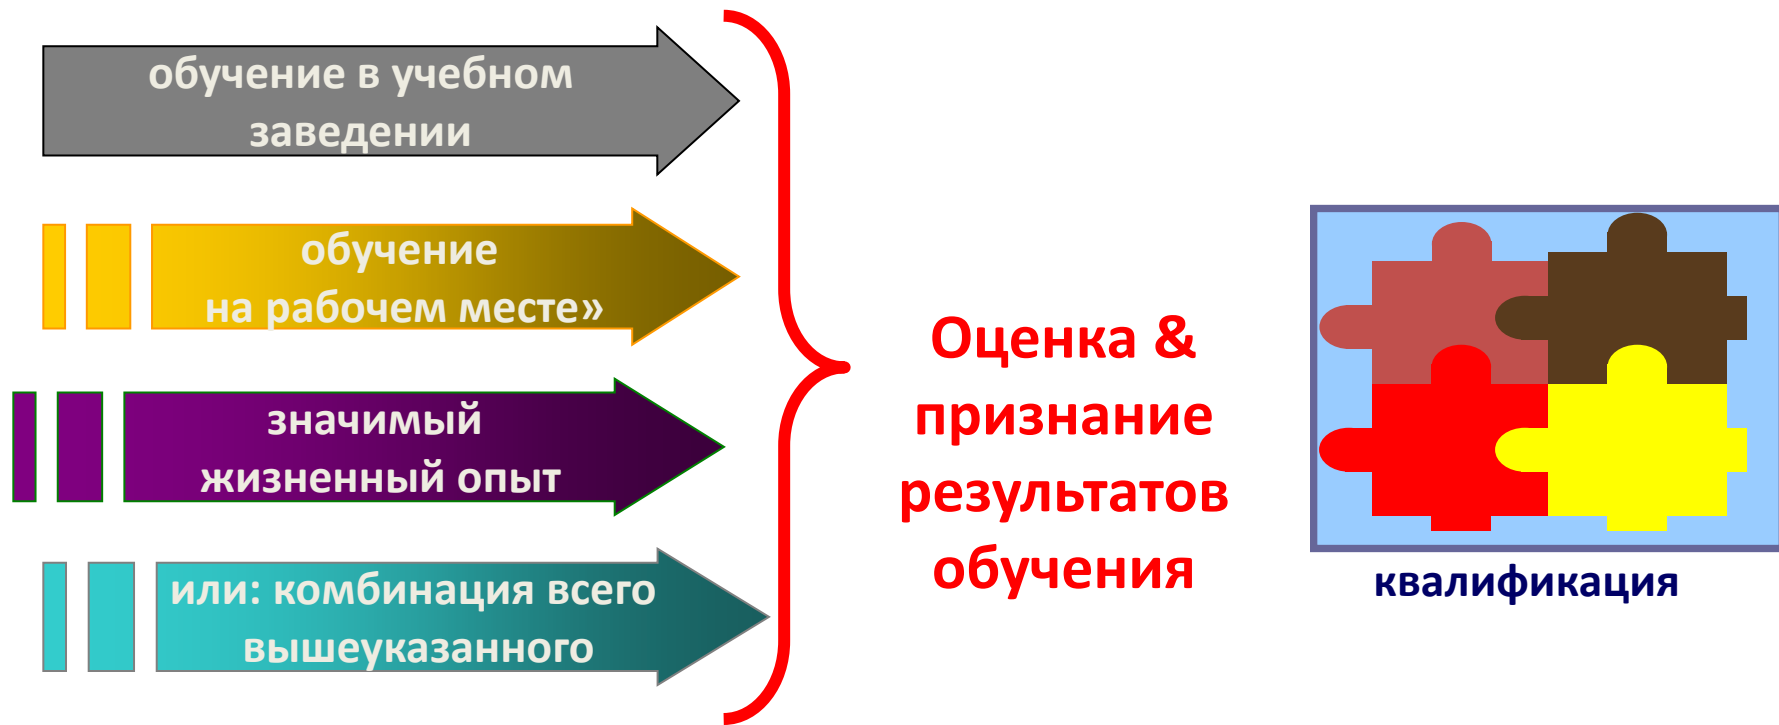 обучение в учебном
заведении
обучение
на рабочем месте»
значимый
жизненный опыт
или: комбинация всего
вышеуказанного
Оценка &
признание
результатов
обучения
квалификация